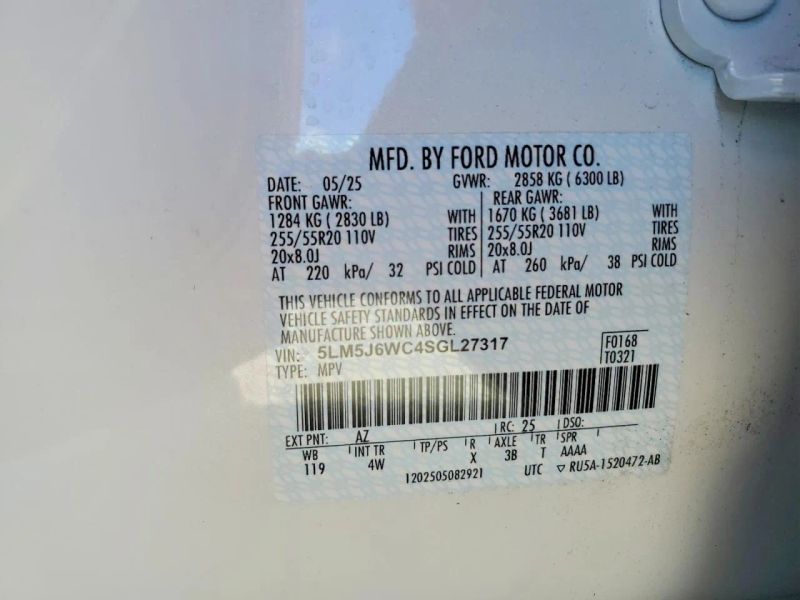 MFD. BY FORD MOTOR CO.
DATE: 05/25 GVWR: 2858 KG ( 6300 LB)
FRONT GAWR: REAR GAWR:
1284 KG ( 2830 LB) WITH 1670 KG ( 3681 LB) WITH
255/55R20 110V TIRES 255/55R20 110V TIRES
20x8.0J RIMS 20x8.0J RIMS
AT 220 kPa/ 32 PSI COLD AT 260 kPa/ 38 PSI COLD
THIS VEHICLE CONFORMS TO ALL APPLICABLE FEDERAL MOTOR
VEHICLE SAFETY STANDARDS IN EFFECT ON THE DATE OF
MANUFACTURE SHOWN ABOVE.
VIN: 5LM5J6WC4SGL27317 F0168
TYPE: MPV T0321
EXT PNT: AZ RC: 25 DSO:
WB INT TR TP/PS R AXLE TR SPR
119 4W X 3B T AAAA
1202505082921 UTC ▽ RU5A-1520472-AB